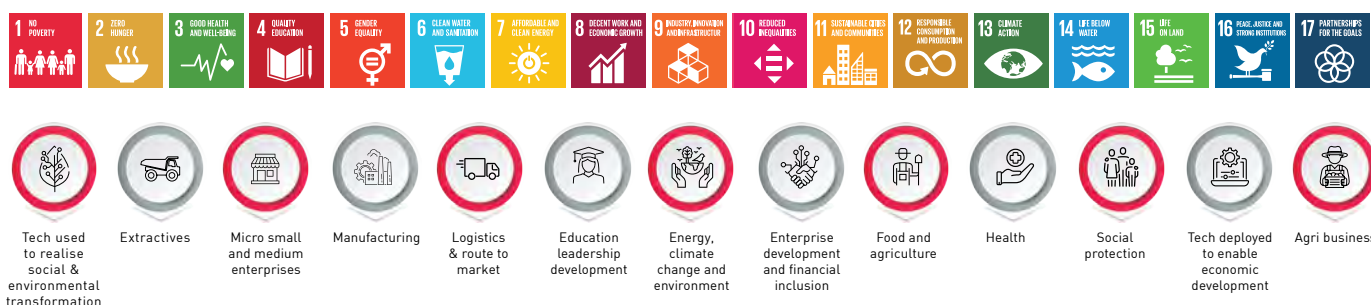 1 NO
POVERTY
2 ZERO
HUNGER
3 GOOD HEALTH
AND WELL-BEING
4 QUALITY
EDUCATION
5 GENDER
EQUALITY
6 CLEAN WATER
AND SANITATION
7 AFFORDABLE AND
CLEAN ENERGY
8 DECENT WORK AND
ECONOMIC GROWTH
9 INDUSTRY, INNOVATION
AND INFRASTRUCTUR
10 REDUCED
INEQUALITIES
11 SUSTAINABLE CITIES
AND COMMUNITIES
12 RESPONSIBLE
CONSUMPTION
AND PRODUCTION
13 CLIMATE
ACTION
14 LIFE BELOW
WATER
15 LIFE
ON LAND
16 PEACE, JUSTICE AND
STRONG INSTITUTIONS
17 PARTNERSHIPS
FOR THE GOALS
Tech used
to realise
social &
environmental
transformation
Extractives
Micro small
and medium
enterprises
Manufacturing
Logistics
& route to
market
Education
leadership
development
Energy,
climate
change and
environment
Enterprise
development
and financial
inclusion
Food and
agriculture
Health
Social
protection
Tech deployed
to enable
economic
development
Agri business